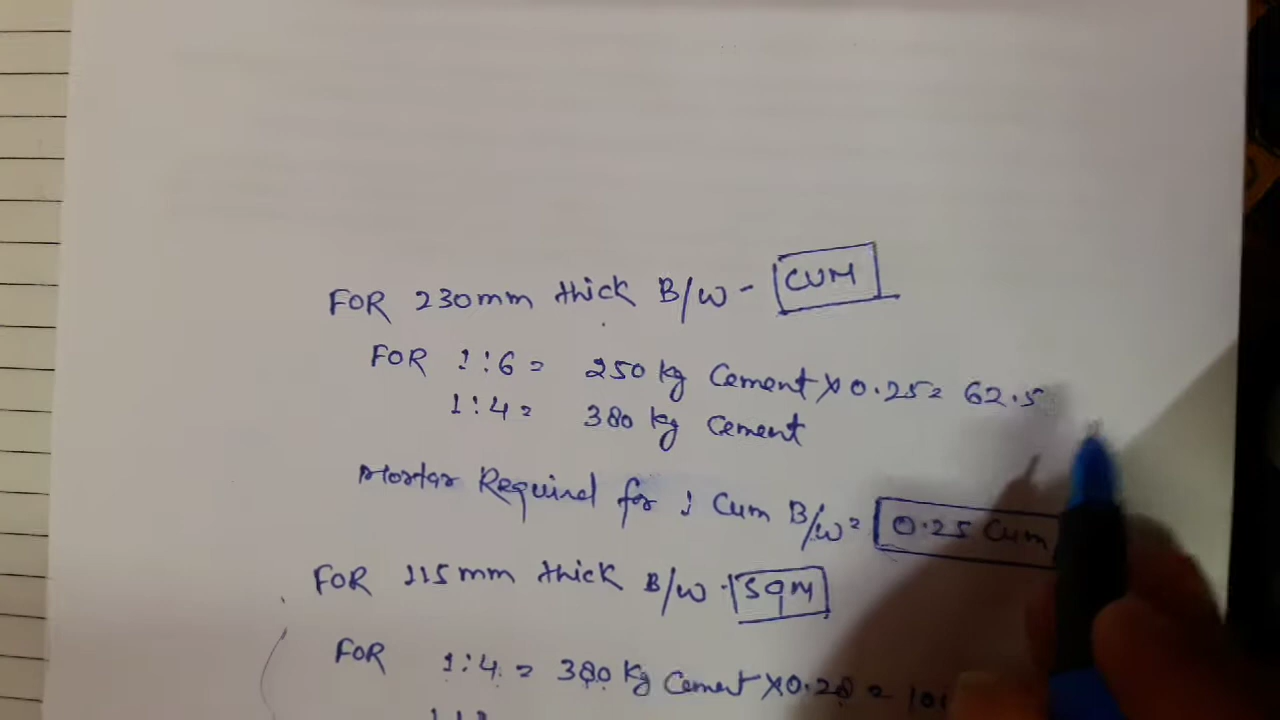 FOR 230mm thick B/W - CUM
FOR 1:6 = 250 kg Cement x 0.25 = 62.5
1:4 = 380 kg Cement
Mortar Required for 1 Cum B/W = 0.25 Cum
FOR 115mm thick B/W - SQM
FOR 1:4 = 380 Kg Cement x 0.28 =